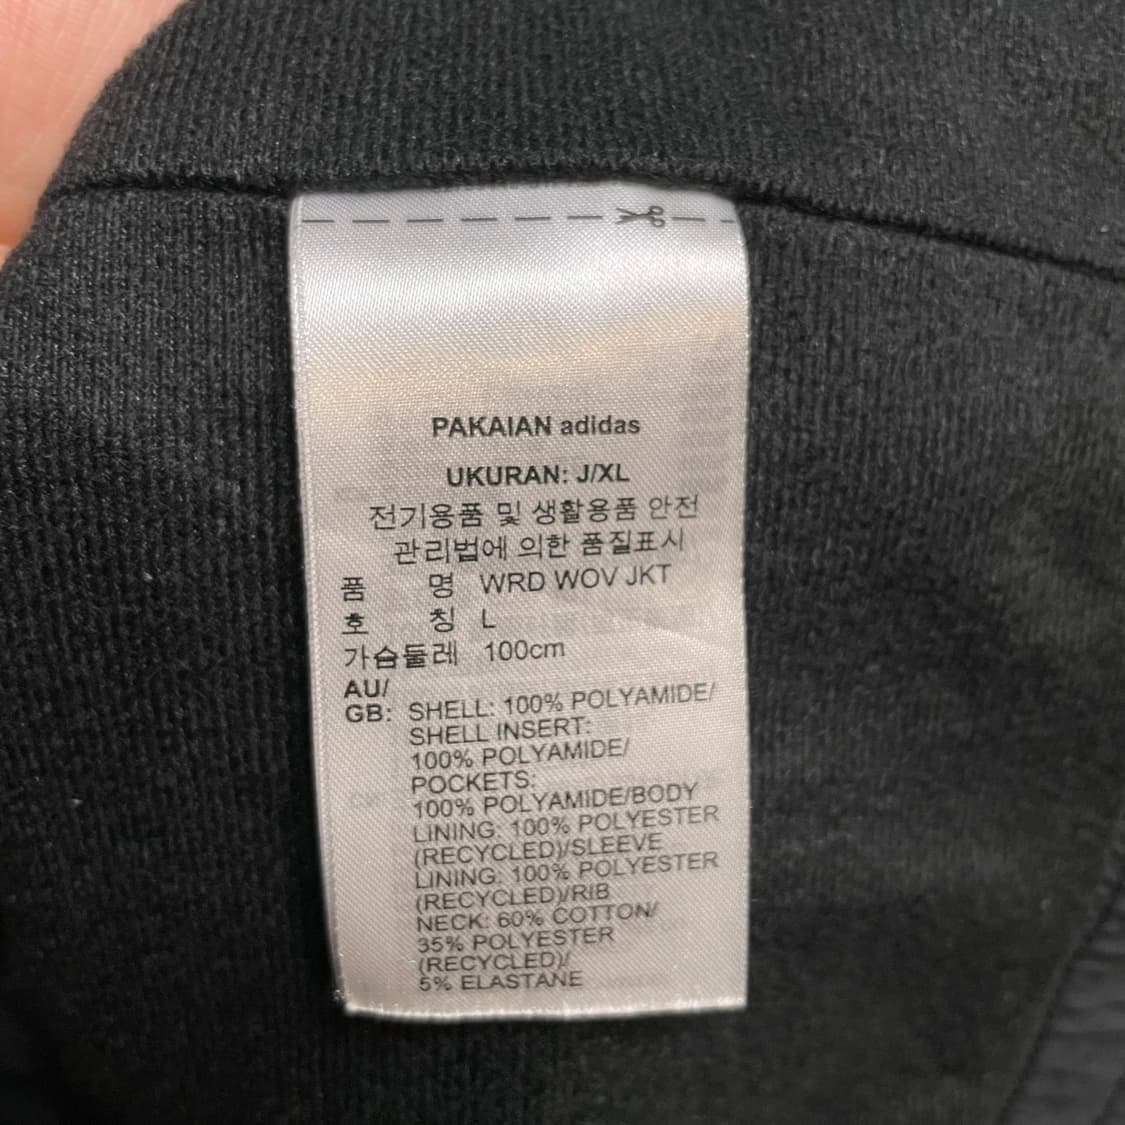 PAKAIAN adidas
UKURAN: J/XL
전기용품 및 생활용품 안전
관리법에 의한 품질표시
품 명 WRD WOV JKT
호 칭 L
가슴둘레 100cm
AU/
GB: SHELL: 100% POLYAMIDE/
SHELL INSERT:
100% POLYAMIDE/
POCKETS:
100% POLYAMIDE/BODY
LINING: 100% POLYESTER
(RECYCLED)/SLEEVE
LINING: 100% POLYESTER
(RECYCLED)/RIB
NECK: 60% COTTON/
35% POLYESTER
(RECYCLED)/
5% ELASTANE